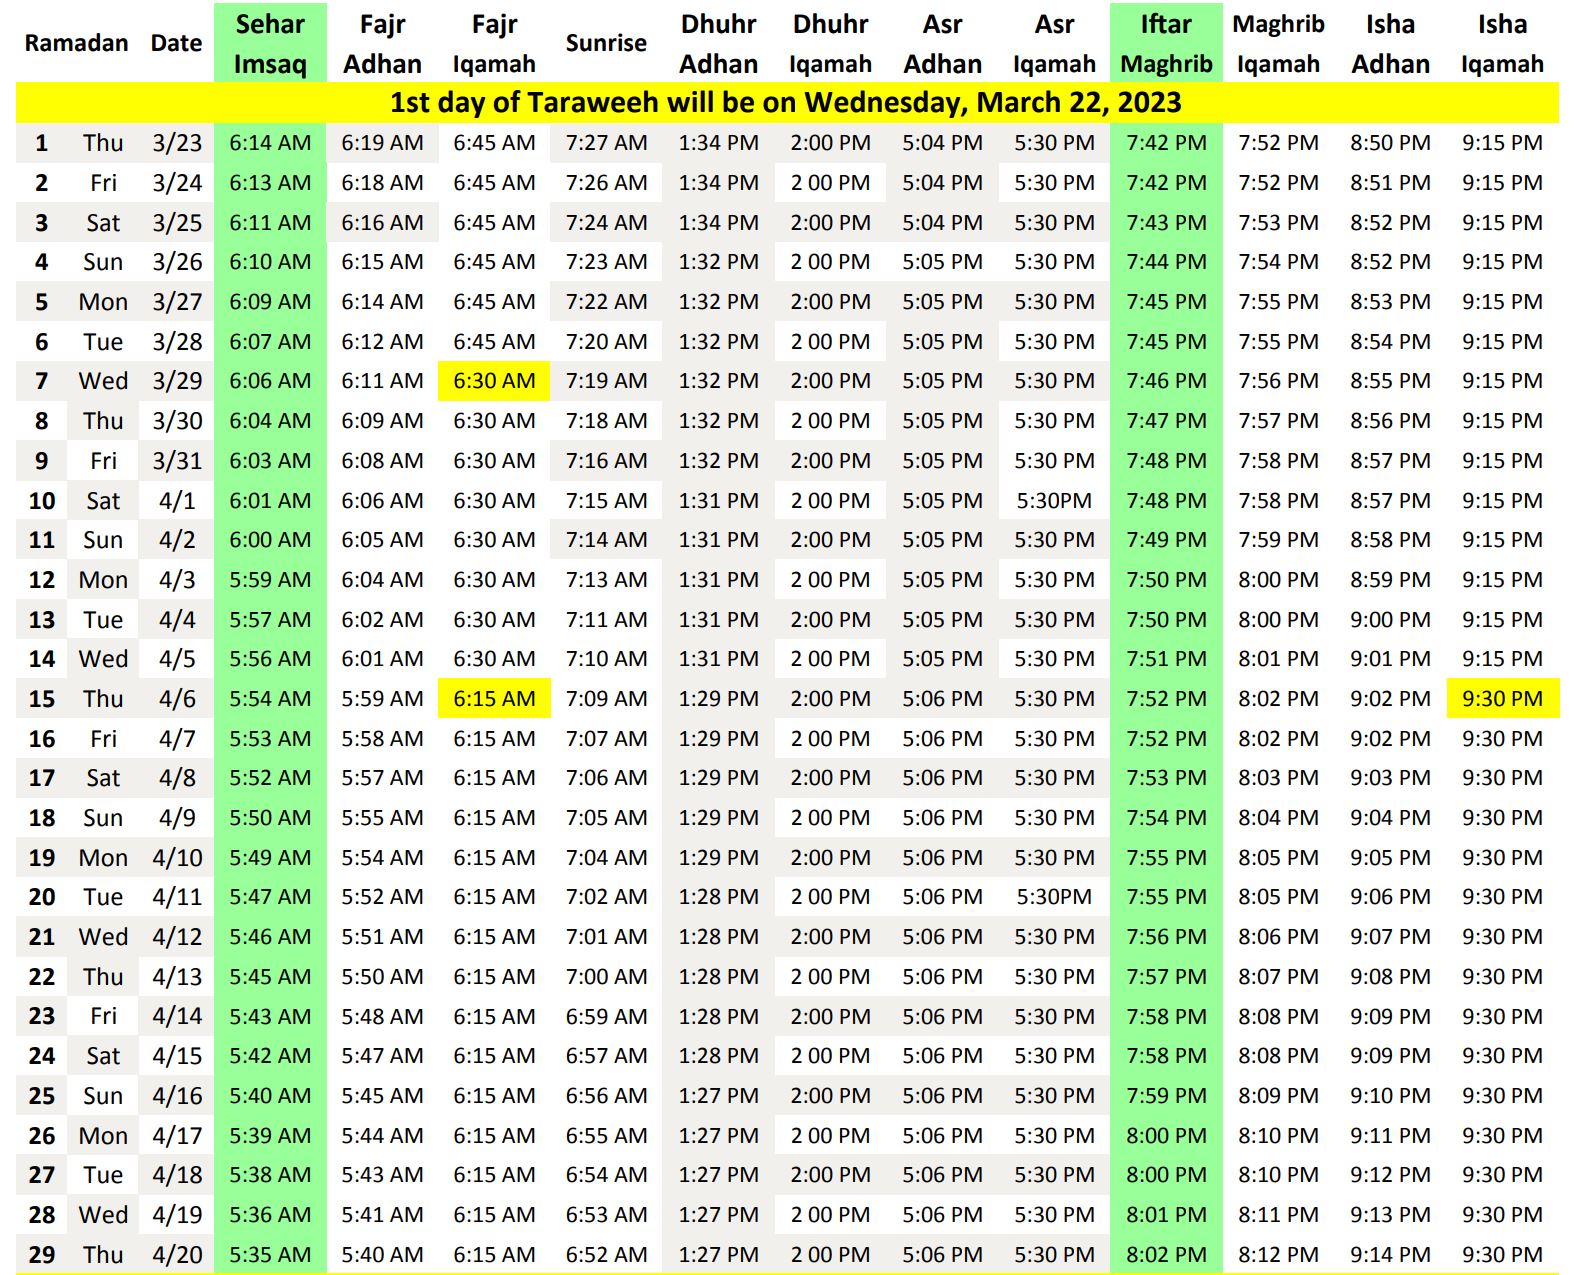 Ramadan Date Sehar Imsaq Fajr Adhan Fajr Iqamah Sunrise Dhuhr Adhan Dhuhr Iqamah Asr Adhan Asr Iqamah Iftar Maghrib Maghrib Iqamah Isha Adhan Isha Iqamah
1st day of Taraweeh will be on Wednesday, March 22, 2023
1 Thu 3/23 6:14 AM 6:19 AM 6:45 AM 7:27 AM 1:34 PM 2:00 PM 5:04 PM 5:30 PM 7:42 PM 7:52 PM 8:50 PM 9:15 PM
2 Fri 3/24 6:13 AM 6:18 AM 6:45 AM 7:26 AM 1:34 PM 2 00 PM 5:04 PM 5:30 PM 7:42 PM 7:52 PM 8:51 PM 9:15 PM
3 Sat 3/25 6:11 AM 6:16 AM 6:45 AM 7:24 AM 1:34 PM 2:00 PM 5:04 PM 5:30 PM 7:43 PM 7:53 PM 8:52 PM 9:15 PM
4 Sun 3/26 6:10 AM 6:15 AM 6:45 AM 7:23 AM 1:32 PM 2 00 PM 5:05 PM 5:30 PM 7:44 PM 7:54 PM 8:52 PM 9:15 PM
5 Mon 3/27 6:09 AM 6:14 AM 6:45 AM 7:22 AM 1:32 PM 2:00 PM 5:05 PM 5:30 PM 7:45 PM 7:55 PM 8:53 PM 9:15 PM
6 Tue 3/28 6:07 AM 6:12 AM 6:45 AM 7:20 AM 1:32 PM 2 00 PM 5:05 PM 5:30 PM 7:45 PM 7:55 PM 8:54 PM 9:15 PM
7 Wed 3/29 6:06 AM 6:11 AM 6:30 AM 7:19 AM 1:32 PM 2:00 PM 5:05 PM 5:30 PM 7:46 PM 7:56 PM 8:55 PM 9:15 PM
8 Thu 3/30 6:04 AM 6:09 AM 6:30 AM 7:18 AM 1:32 PM 2 00 PM 5:05 PM 5:30 PM 7:47 PM 7:57 PM 8:56 PM 9:15 PM
9 Fri 3/31 6:03 AM 6:08 AM 6:30 AM 7:16 AM 1:32 PM 2:00 PM 5:05 PM 5:30 PM 7:48 PM 7:58 PM 8:57 PM 9:15 PM
10 Sat 4/1 6:01 AM 6:06 AM 6:30 AM 7:15 AM 1:31 PM 2 00 PM 5:05 PM 5:30PM 7:48 PM 7:58 PM 8:57 PM 9:15 PM
11 Sun 4/2 6:00 AM 6:05 AM 6:30 AM 7:14 AM 1:31 PM 2:00 PM 5:05 PM 5:30 PM 7:49 PM 7:59 PM 8:58 PM 9:15 PM
12 Mon 4/3 5:59 AM 6:04 AM 6:30 AM 7:13 AM 1:31 PM 2 00 PM 5:05 PM 5:30 PM 7:50 PM 8:00 PM 8:59 PM 9:15 PM
13 Tue 4/4 5:57 AM 6:02 AM 6:30 AM 7:11 AM 1:31 PM 2:00 PM 5:05 PM 5:30 PM 7:50 PM 8:00 PM 9:00 PM 9:15 PM
14 Wed 4/5 5:56 AM 6:01 AM 6:30 AM 7:10 AM 1:31 PM 2 00 PM 5:05 PM 5:30 PM 7:51 PM 8:01 PM 9:01 PM 9:15 PM
15 Thu 4/6 5:54 AM 5:59 AM 6:15 AM 7:09 AM 1:29 PM 2:00 PM 5:06 PM 5:30 PM 7:52 PM 8:02 PM 9:02 PM 9:30 PM
16 Fri 4/7 5:53 AM 5:58 AM 6:15 AM 7:07 AM 1:29 PM 2 00 PM 5:06 PM 5:30 PM 7:52 PM 8:02 PM 9:02 PM 9:30 PM
17 Sat 4/8 5:52 AM 5:57 AM 6:15 AM 7:06 AM 1:29 PM 2:00 PM 5:06 PM 5:30 PM 7:53 PM 8:03 PM 9:03 PM 9:30 PM
18 Sun 4/9 5:50 AM 5:55 AM 6:15 AM 7:05 AM 1:29 PM 2 00 PM 5:06 PM 5:30 PM 7:54 PM 8:04 PM 9:04 PM 9:30 PM
19 Mon 4/10 5:49 AM 5:54 AM 6:15 AM 7:04 AM 1:29 PM 2:00 PM 5:06 PM 5:30 PM 7:55 PM 8:05 PM 9:05 PM 9:30 PM
20 Tue 4/11 5:47 AM 5:52 AM 6:15 AM 7:02 AM 1:28 PM 2 00 PM 5:06 PM 5:30PM 7:55 PM 8:05 PM 9:06 PM 9:30 PM
21 Wed 4/12 5:46 AM 5:51 AM 6:15 AM 7:01 AM 1:28 PM 2:00 PM 5:06 PM 5:30 PM 7:56 PM 8:06 PM 9:07 PM 9:30 PM
22 Thu 4/13 5:45 AM 5:50 AM 6:15 AM 7:00 AM 1:28 PM 2 00 PM 5:06 PM 5:30 PM 7:57 PM 8:07 PM 9:08 PM 9:30 PM
23 Fri 4/14 5:43 AM 5:48 AM 6:15 AM 6:59 AM 1:28 PM 2:00 PM 5:06 PM 5:30 PM 7:58 PM 8:08 PM 9:09 PM 9:30 PM
24 Sat 4/15 5:42 AM 5:47 AM 6:15 AM 6:57 AM 1:28 PM 2 00 PM 5:06 PM 5:30 PM 7:58 PM 8:08 PM 9:09 PM 9:30 PM
25 Sun 4/16 5:40 AM 5:45 AM 6:15 AM 6:56 AM 1:27 PM 2:00 PM 5:06 PM 5:30 PM 7:59 PM 8:09 PM 9:10 PM 9:30 PM
26 Mon 4/17 5:39 AM 5:44 AM 6:15 AM 6:55 AM 1:27 PM 2 00 PM 5:06 PM 5:30 PM 8:00 PM 8:10 PM 9:11 PM 9:30 PM
27 Tue 4/18 5:38 AM 5:43 AM 6:15 AM 6:54 AM 1:27 PM 2:00 PM 5:06 PM 5:30 PM 8:00 PM 8:10 PM 9:12 PM 9:30 PM
28 Wed 4/19 5:36 AM 5:41 AM 6:15 AM 6:53 AM 1:27 PM 2 00 PM 5:06 PM 5:30 PM 8:01 PM 8:11 PM 9:13 PM 9:30 PM
29 Thu 4/20 5:35 AM 5:40 AM 6:15 AM 6:52 AM 1:27 PM 2 00 PM 5:06 PM 5:30 PM 8:02 PM 8:12 PM 9:14 PM 9:30 PM